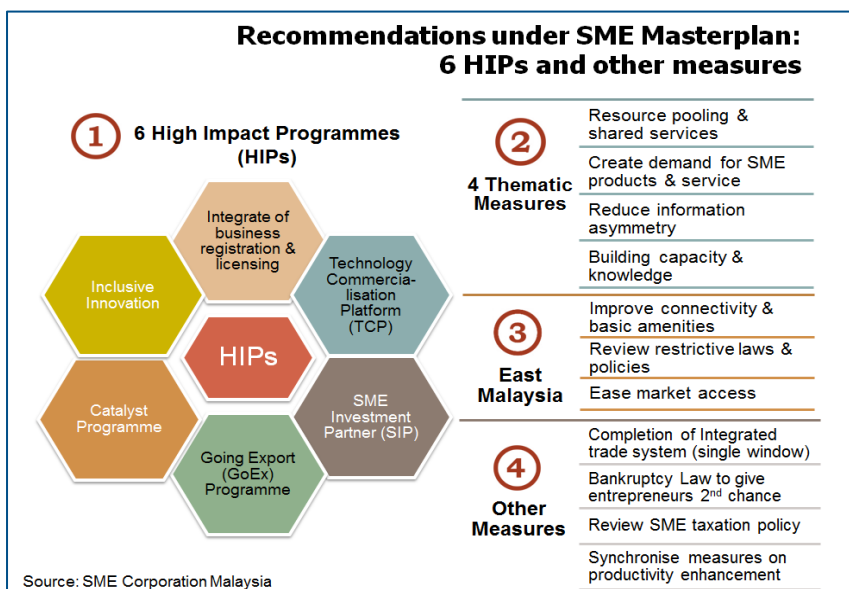 Recommendations under SME Masterplan:
6 HIPs and other measures
1
6 High Impact Programmes
(HIPs)
Integrate of
business
registration &
licensing
Technology
Commercia-
lisation
Platform
(TCP)
SME
Investment
Partner (SIP)
Going Export
(GoEx)
Programme
Catalyst
Programme
Inclusive
Innovation
HIPs
2
4 Thematic
Measures
Resource pooling &
shared services
Create demand for SME
products & service
Reduce information
asymmetry
Building capacity &
knowledge
3
East
Malaysia
Improve connectivity &
basic amenities
Review restrictive laws &
policies
Ease market access
4
Other
Measures
Completion of Integrated
trade system (single window)
Bankruptcy Law to give
entrepreneurs 2nd chance
Review SME taxation policy
Synchronise measures on
productivity enhancement
Source: SME Corporation Malaysia